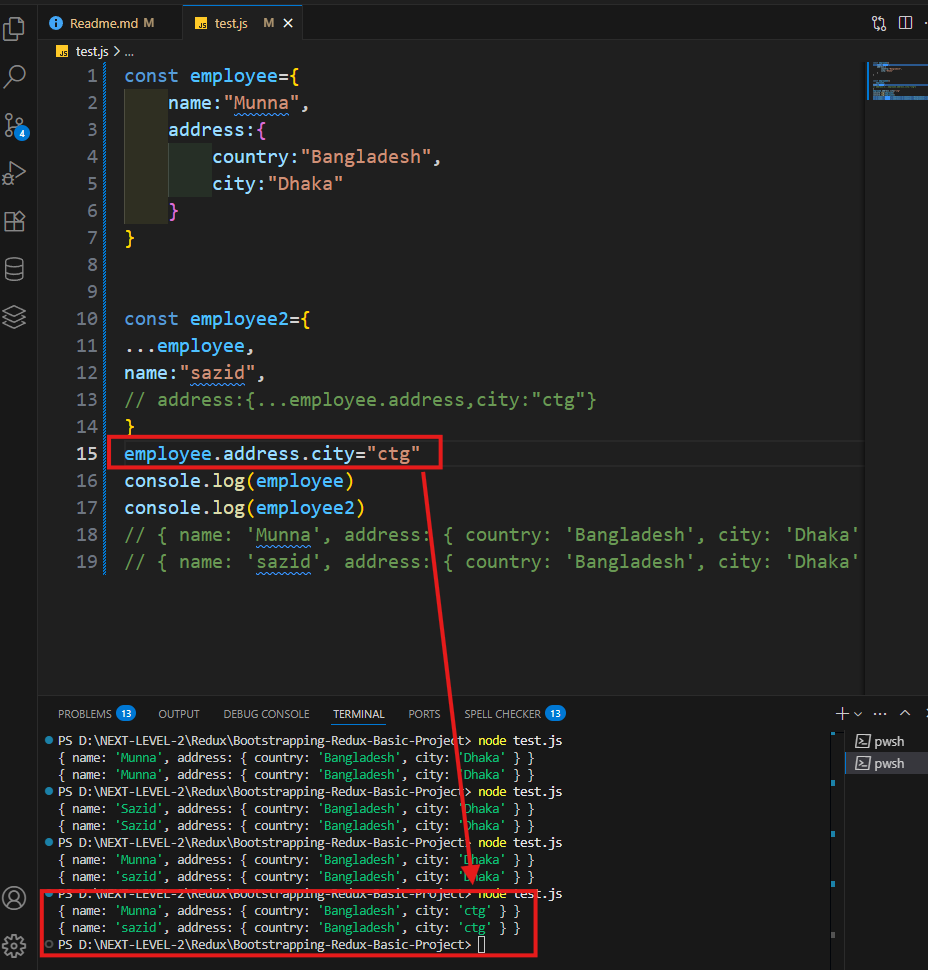 Readme.md M
JS test.js M
JS test.js > ...
1 const employee={
2 name:"Munna",
3 address:{
4 country:"Bangladesh",
5 city:"Dhaka"
6 }
7 }
8
9
10 const employee2={
11 ...employee,
12 name:"sazid",
13 // address:{...employee.address,city:"ctg"}
14 }
15 employee.address.city="ctg"
16 console.log(employee)
17 console.log(employee2)
18 // { name: 'Munna', address: { country: 'Bangladesh', city: 'Dhaka'
19 // { name: 'sazid', address: { country: 'Bangladesh', city: 'Dhaka'
4
PROBLEMS 13 OUTPUT DEBUG CONSOLE TERMINAL PORTS SPELL CHECKER 13
PS D:\NEXT-LEVEL-2\Redux\Bootstrapping-Redux-Basic-Project> node test.js
{ name: 'Munna', address: { country: 'Bangladesh', city: 'Dhaka' } }
{ name: 'Munna', address: { country: 'Bangladesh', city: 'Dhaka' } }
PS D:\NEXT-LEVEL-2\Redux\Bootstrapping-Redux-Basic-Project> node test.js
{ name: 'Sazid', address: { country: 'Bangladesh', city: 'Dhaka' } }
{ name: 'Sazid', address: { country: 'Bangladesh', city: 'Dhaka' } }
PS D:\NEXT-LEVEL-2\Redux\Bootstrapping-Redux-Basic-Project> node test.js
{ name: 'Munna', address: { country: 'Bangladesh', city: 'Dhaka' } }
{ name: 'sazid', address: { country: 'Bangladesh', city: 'Dhaka' } }
PS D:\NEXT-LEVEL-2\Redux\Bootstrapping-Redux-Basic-Project> node test.js
{ name: 'Munna', address: { country: 'Bangladesh', city: 'ctg' } }
{ name: 'sazid', address: { country: 'Bangladesh', city: 'ctg' } }
PS D:\NEXT-LEVEL-2\Redux\Bootstrapping-Redux-Basic-Project>
pwsh
pwsh